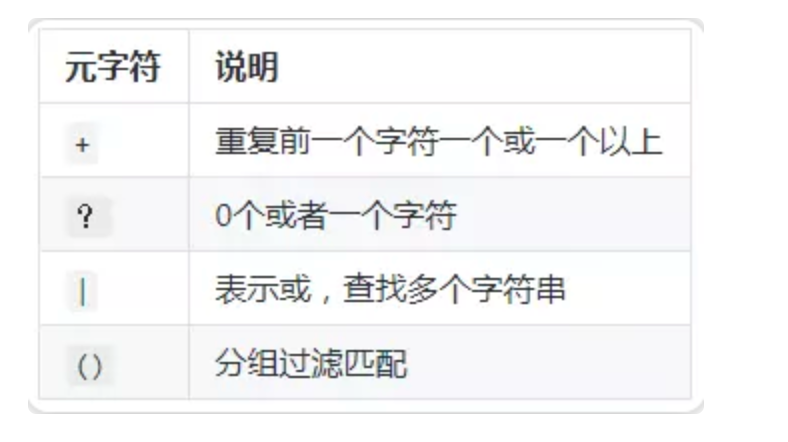 元字符 说明
+ 重复前一个字符一个或一个以上
? 0个或者一个字符
| 表示或，查找多个字符串
() 分组过滤匹配